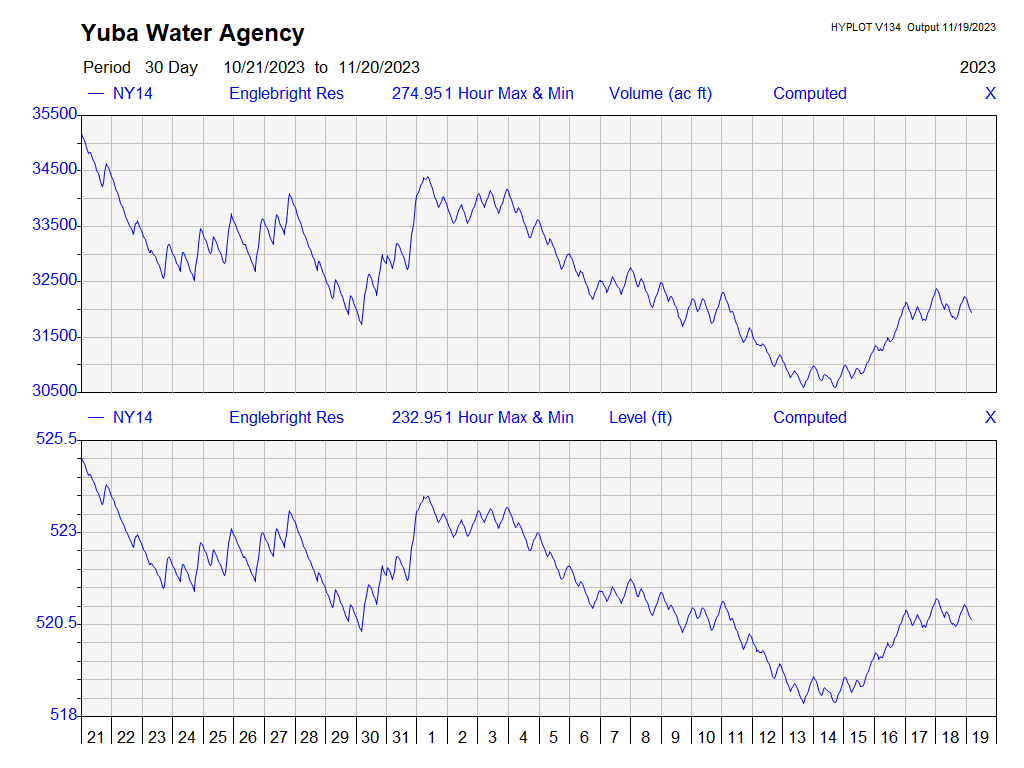 Yuba Water Agency
HYPLOT V134 Output 11/19/2023
Period 30 Day 10/21/2023 to 11/20/2023 2023
NY14 Englebright Res 274.951 Hour Max & Min Volume (ac ft) Computed X
35500
34500
33500
32500
31500
30500
NY14 Englebright Res 232.951 Hour Max & Min Level (ft) Computed X
525.5
523
520.5
518
21 22 23 24 25 26 27 28 29 30 31 1 2 3 4 5 6 7 8 9 10 11 12 13 14 15 16 17 18 19